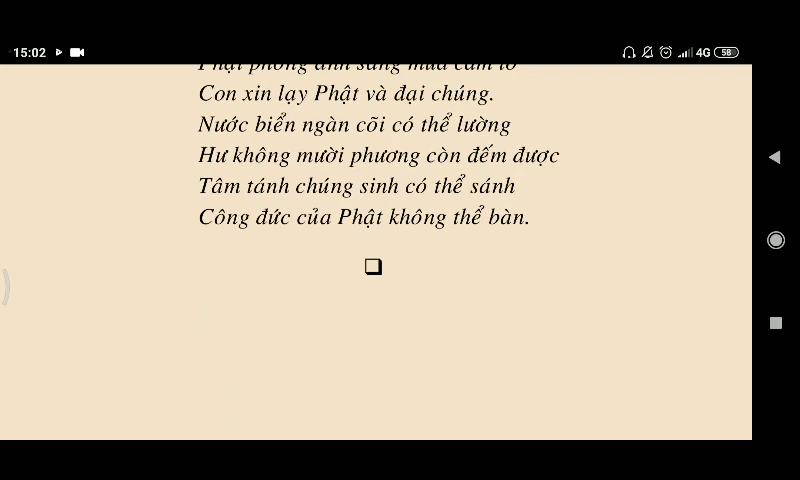 15:02
4G 58
Con xin lạy Phật và đại chúng.
Nước biển ngàn cõi có thể lường
Hư không mười phương còn đếm được
Tâm tánh chúng sinh có thể sánh
Công đức của Phật không thể bàn.